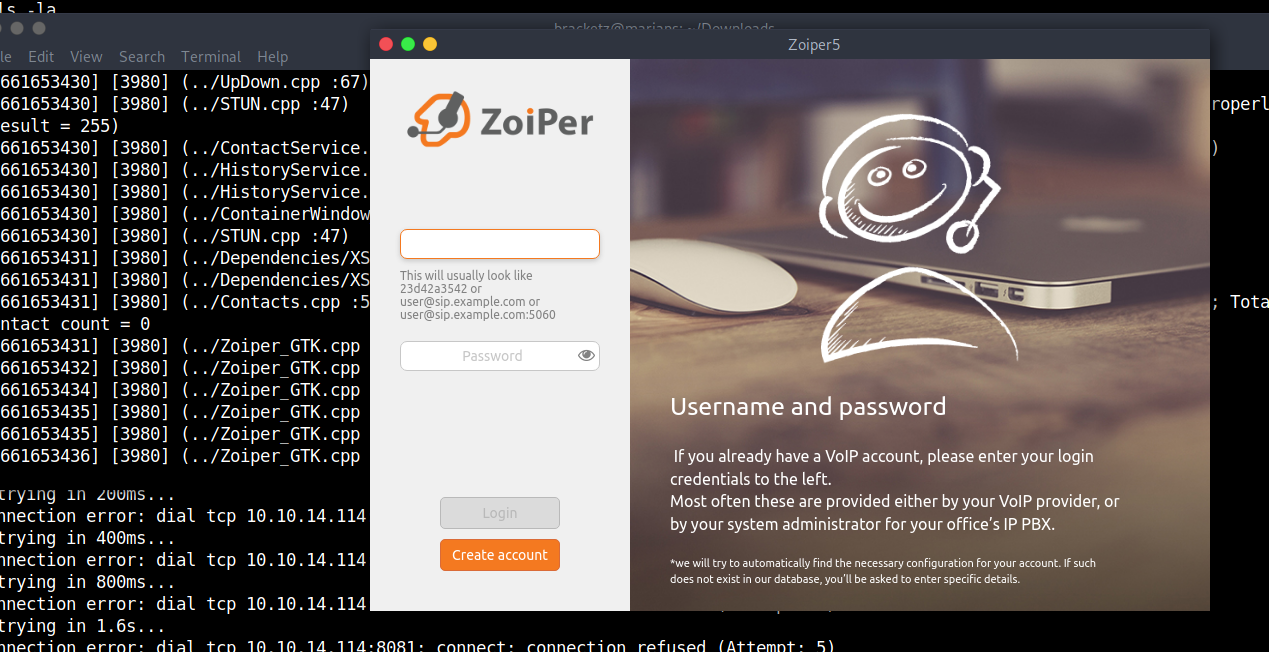 ls -la
bracketz@marians: ~/Downloads
Edit View Search Terminal Help
Zoiper5
661653430] [3980] (../UpDown.cpp :67)
661653430] [3980] (../STUN.cpp :47)
roperl
esult = 255)
661653430] [3980] (../ContactService.
)
661653430] [3980] (../HistoryService.
661653430] [3980] (../HistoryService.
661653430] [3980] (../ContainerWindow
661653430] [3980] (../STUN.cpp :47)
661653431] [3980] (../Dependencies/XS
661653431] [3980] (../Dependencies/XS
661653431] [3980] (../Contacts.cpp :5
; Tota
ntact count = 0
661653431] [3980] (../Zoiper_GTK.cpp
661653432] [3980] (../Zoiper_GTK.cpp
661653434] [3980] (../Zoiper_GTK.cpp
661653435] [3980] (../Zoiper_GTK.cpp
661653435] [3980] (../Zoiper_GTK.cpp
661653436] [3980] (../Zoiper_GTK.cpp
trying in 200ms...
nnection error: dial tcp 10.10.14.114
trying in 400ms...
nnection error: dial tcp 10.10.14.114
trying in 800ms...
nnection error: dial tcp 10.10.14.114
trying in 1.6s...
nnection error: dial tcp 10.10.14.114:8081: connect: connection refused (Attempt: 5)
ZoiPer
This will usually look like
23d42a3542 or
user@sip.example.com or
user@sip.example.com:5060
Password
Login
Create account
Username and password
If you already have a VoIP account, please enter your login
credentials to the left.
Most often these are provided either by your VoIP provider, or
by your system administrator for your office's IP PBX.
*we will try to automatically find the necessary configuration for your account. If such
does not exist in our database, you'll be asked to enter specific details.